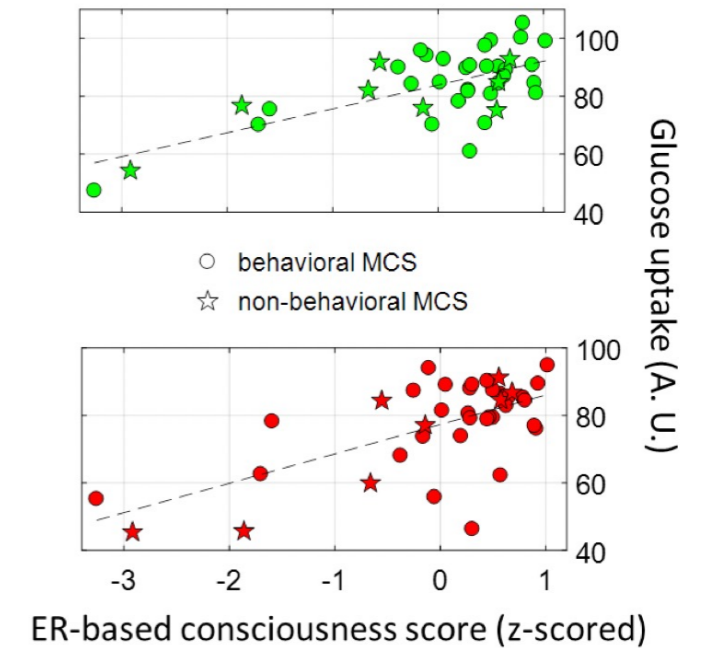 100
80
60
40
behavioral MCS
non-behavioral MCS
Glucose uptake (A. U.)
100
80
60
40
-3 -2 -1 0 1
ER-based consciousness score (z-scored)